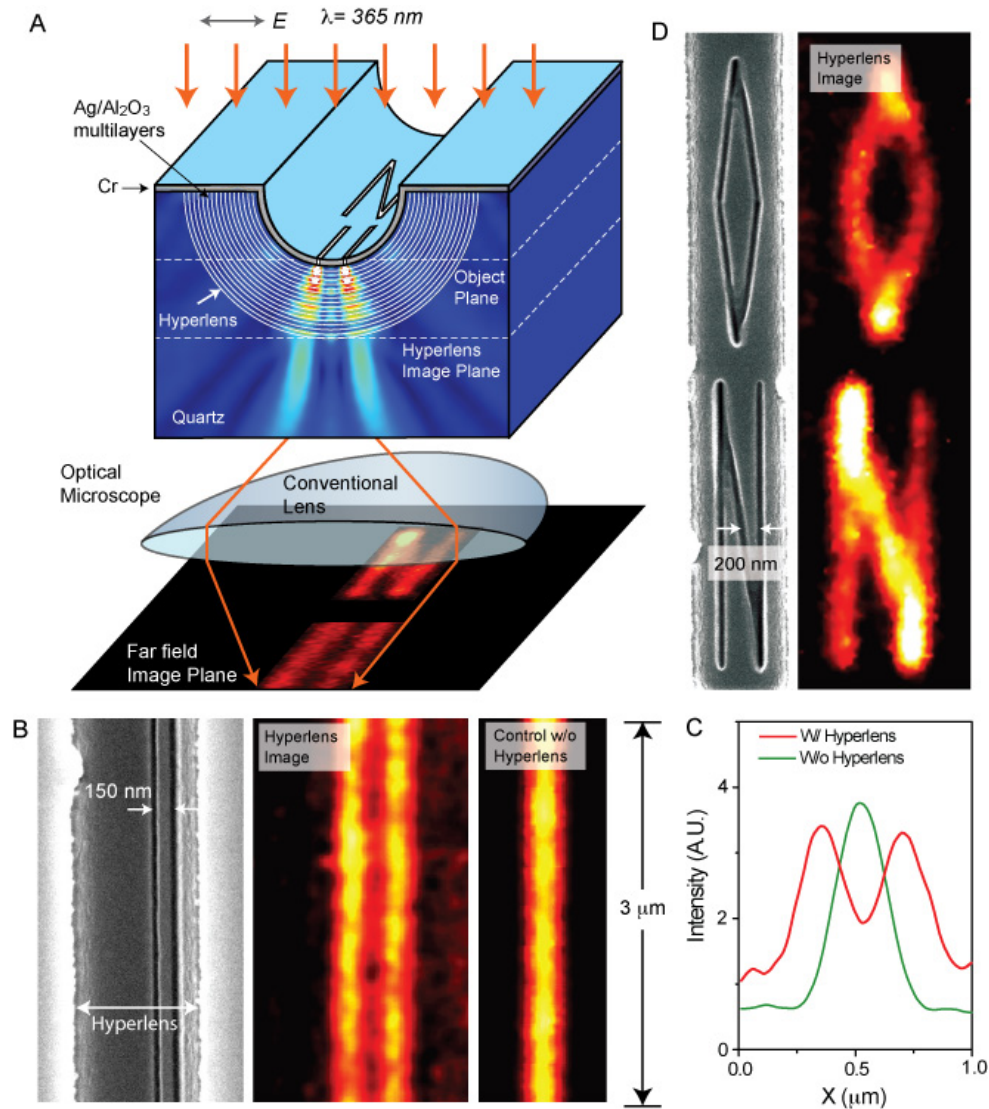 A
E
λ= 365 nm
Ag/Al₂O₃
multilayers
Cr
Object
Plane
Hyperlens
Hyperlens
Image Plane
Quartz
Optical
Microscope
Conventional
Lens
Far field
Image Plane
B
150 nm
Hyperlens
Hyperlens
Image
Control w/o
Hyperlens
3 μm
D
Hyperlens
Image
200 nm
C
W/ Hyperlens
W/o Hyperlens
Intensity (A.U.)
4
2
0
0.0
0.5
1.0
X (μm)